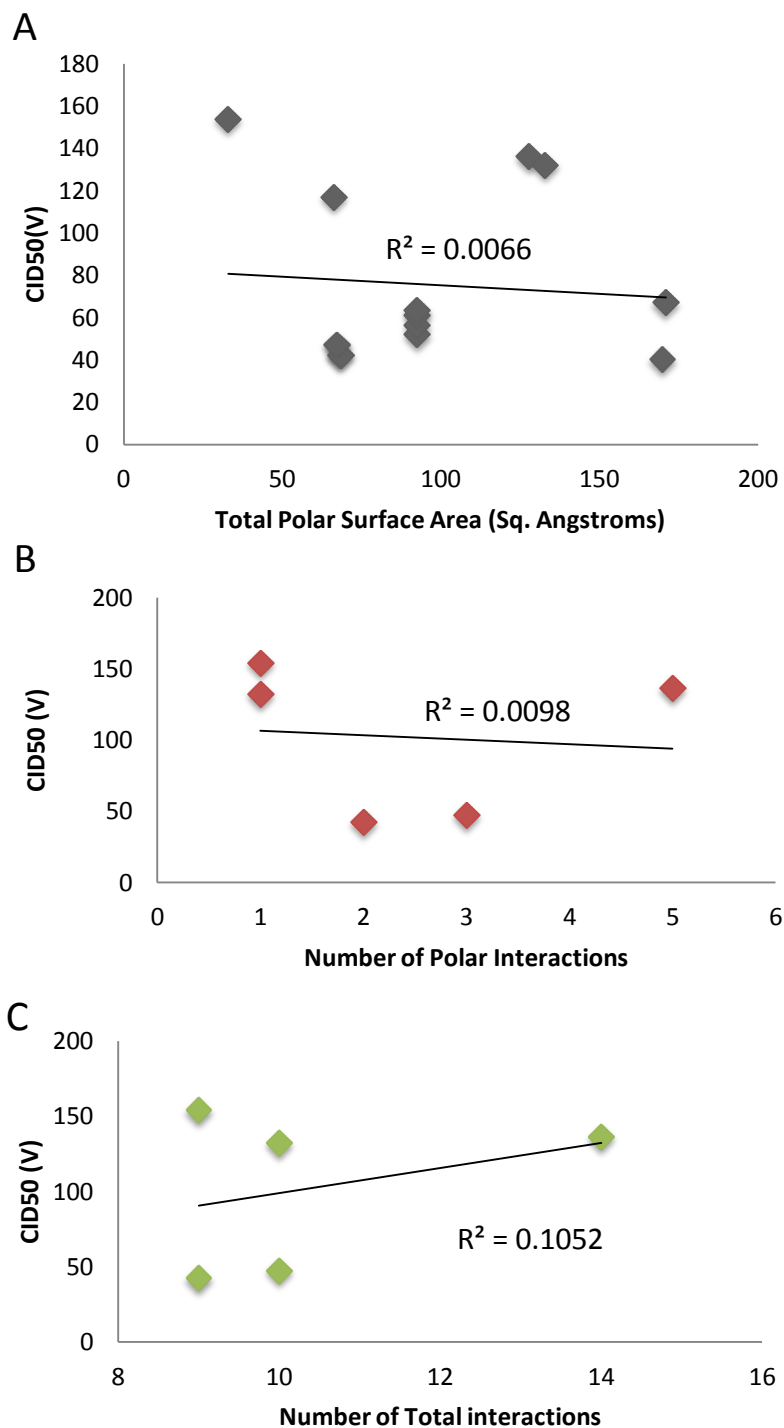 A
180
160
140
120
100
80
60
40
20
0
CID50(V)
R² = 0.0066
0 50 100 150 200
Total Polar Surface Area (Sq. Angstroms)
B
200
150
100
50
0
CID50 (V)
R² = 0.0098
0 1 2 3 4 5 6
Number of Polar Interactions
C
200
150
100
50
0
CID50 (V)
R² = 0.1052
8 10 12 14 16
Number of Total interactions